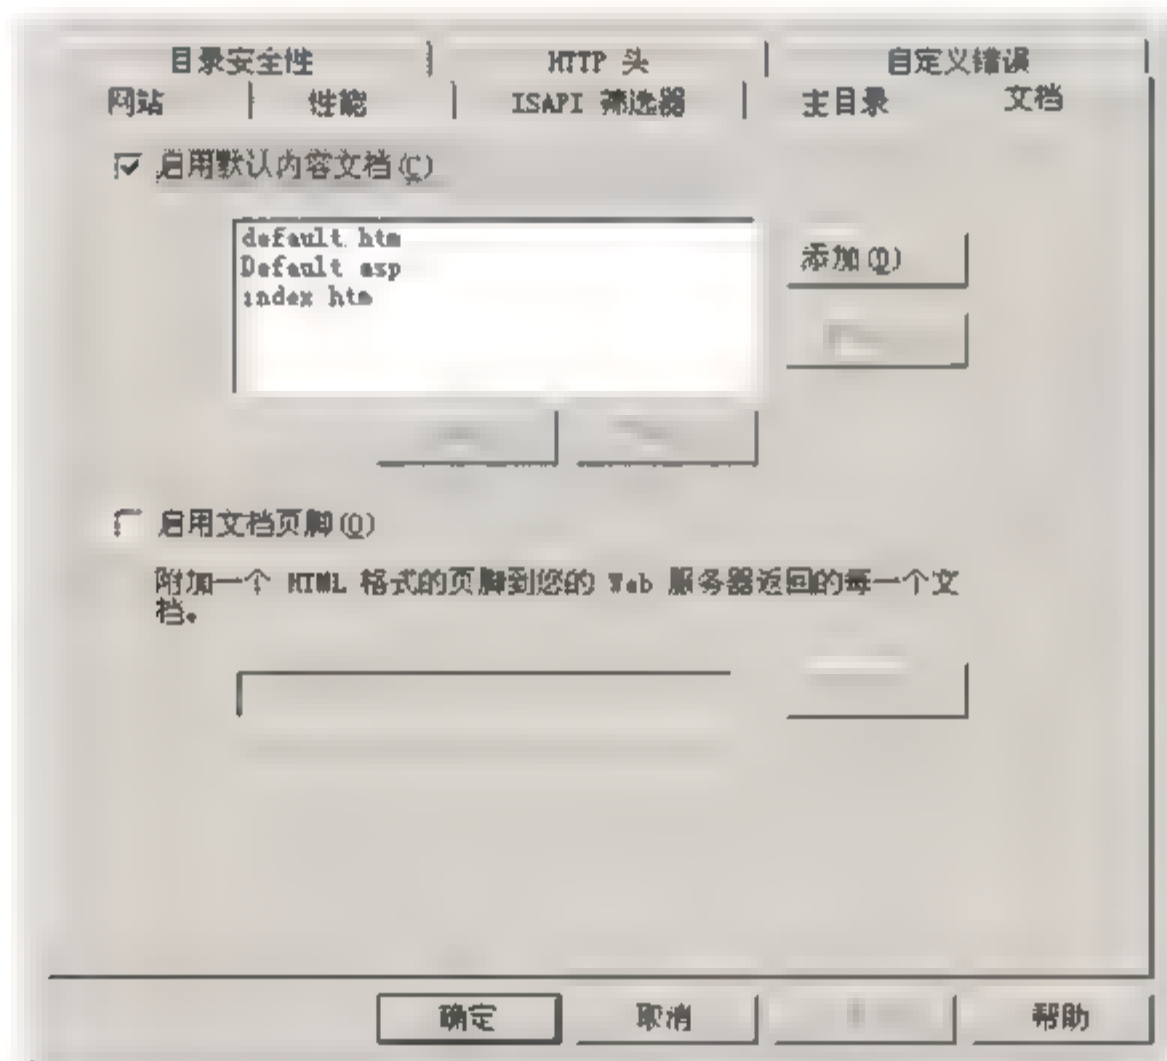 目录安全性 HTTP 头 自定义错误
网站 性能 ISAPI 筛选器 主目录 文档
启用默认内容文档(C)
default.htm
添加(D)
Default asp
index htm
启用文档页脚(O)
附加一个 HTML 格式的页脚到您的 Web 服务器返回的每一个文
档。
确定 取消 帮助